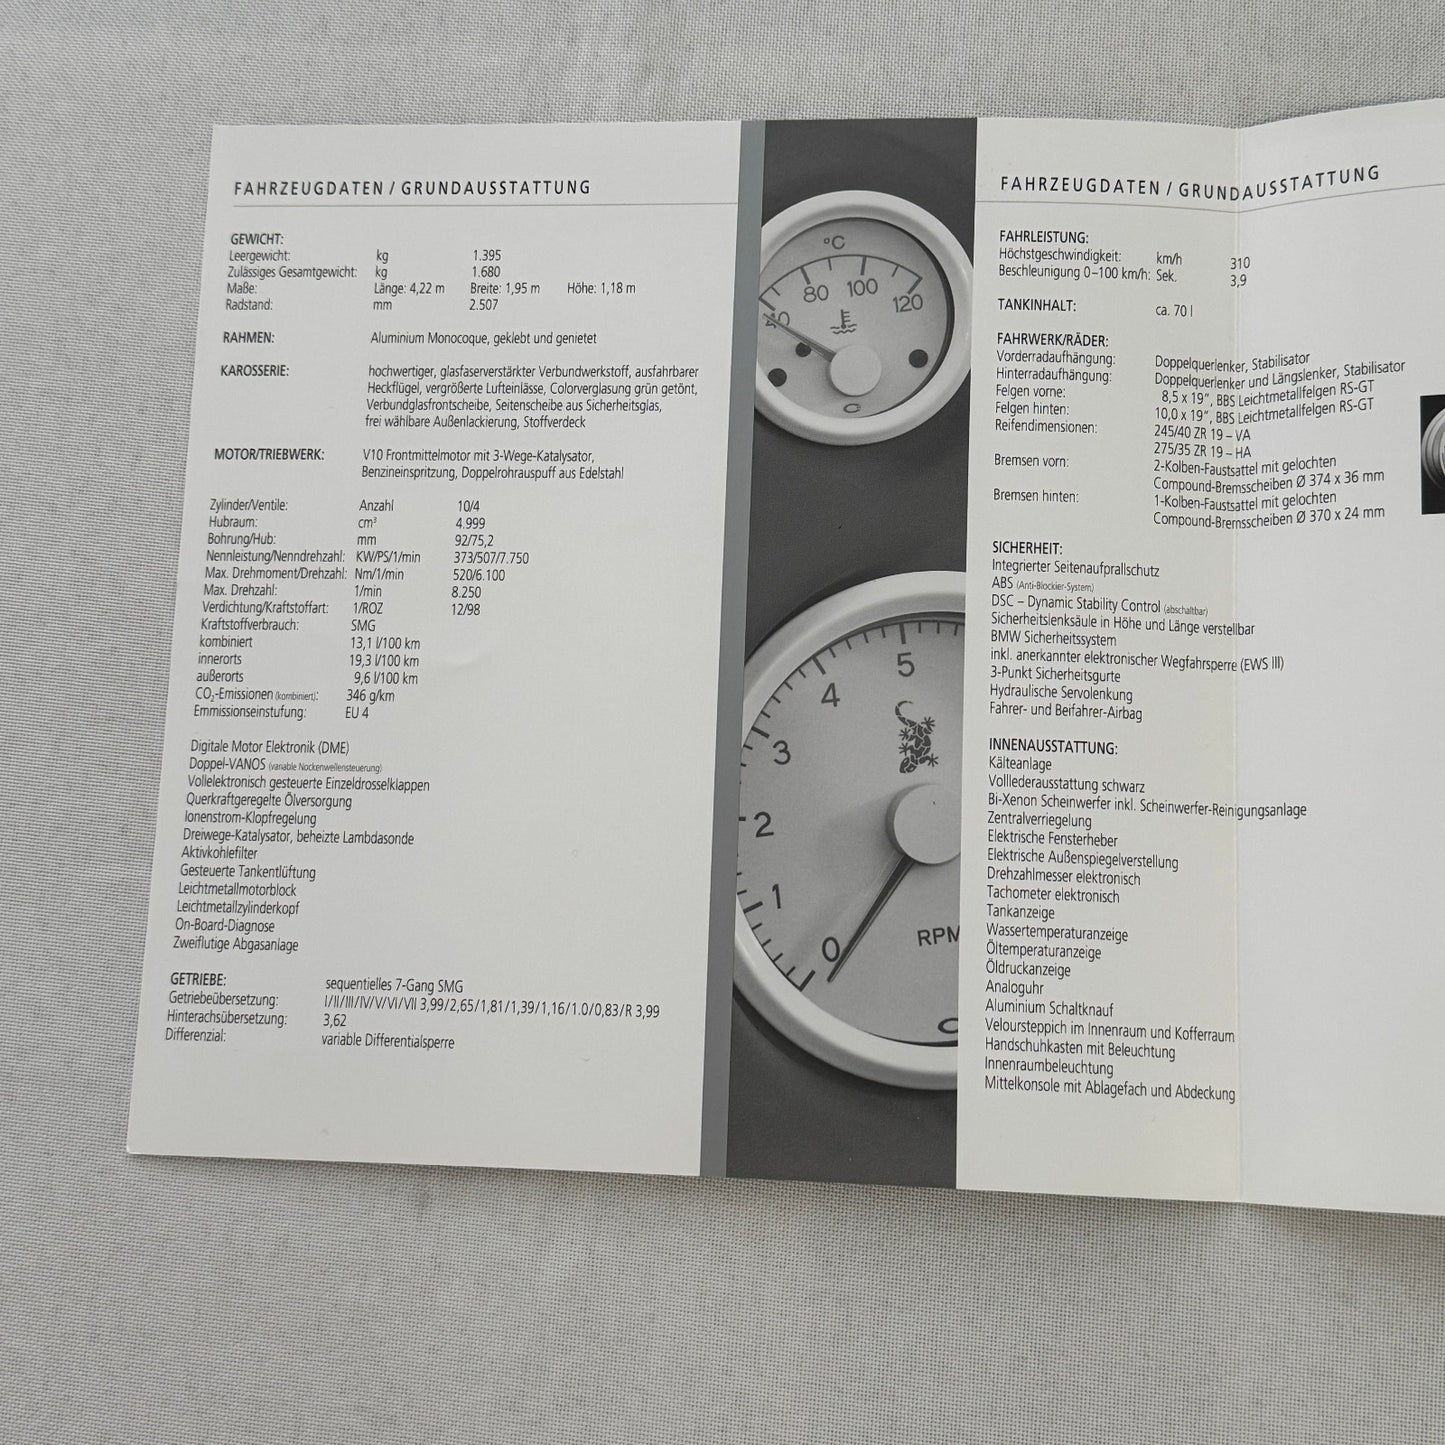 FAHRZEUGDATEN / GRUNDAUSSTATTUNG
GEWICHT:
Leergewicht: kg 1.395
Zulässiges Gesamtgewicht: kg 1.680
Maße: Länge: 4,22 m Breite: 1,95 m Höhe: 1,18 m
Radstand: mm 2.507
RAHMEN: Aluminium Monocoque, geklebt und genietet
KAROSSERIE: hochwertiger, glasfaserverstärkter Verbundwerkstoff, ausfahrbarer
Heckflügel, vergrößerte Lufteinlässe, Colorverglasung grün getönt,
Verbundglasfrontscheibe, Seitenscheibe aus Sicherheitsglas,
frei wählbare Außenlackierung, Stoffverdeck
MOTOR/TRIEBWERK: V10 Frontmittelmotor mit 3-Wege-Katalysator,
Benzineinspritzung, Doppelrohrauspuff aus Edelstahl
Zylinder/Ventile: Anzahl 10/4
Hubraum: cm³ 4.999
Bohrung/Hub: mm 92/75,2
Nennleistung/Nenndrehzahl: KW/PS/1/min 373/507/7.750
Max. Drehmoment/Drehzahl: Nm/1/min 520/6.100
Max. Drehzahl: 1/min 8.250
Verdichtung/Kraftstoffart: 1/ROZ 12/98
Kraftstoffverbrauch: SMG
kombiniert 13,1 l/100 km
innerorts 19,3 l/100 km
außerorts 9,6 l/100 km
CO₂-Emissionen (kombiniert): 346 g/km
Emmissionseinstufung: EU 4
Digitale Motor Elektronik (DME)
Doppel-VANOS (variable Nockenwellensteuerung)
Vollelektronisch gesteuerte Einzeldrosselklappen
Querkraftgeregelte Ölversorgung
Ionenstrom-Klopfregelung
Dreiwege-Katalysator, beheizte Lambdasonde
Aktivkohlefilter
Gesteuerte Tankentlüftung
Leichtmetallmotorblock
Leichtmetallzylinderkopf
On-Board-Diagnose
Zweiflutige Abgasanlage
GETRIEBE: sequentielles 7-Gang SMG
Getriebeübersetzung: I/II/III/IV/V/VI/VII 3,99/2,65/1,81/1,39/1,16/1.0/0,83/R 3,99
Hinterachsübersetzung: 3,62
Differenzial: variable Differentialsperre
°C
80 100 120
5
4
3
2
1
0
RPM
FAHRZEUGDATEN / GRUNDAUSSTATTUNG
FAHRLEISTUNG:
Höchstgeschwindigkeit: km/h 310
Beschleunigung 0–100 km/h: Sek. 3,9
TANKINHALT: ca. 70 l
FAHRWERK/RÄDER:
Vorderradaufhängung: Doppelquerlenker, Stabilisator
Hinterradaufhängung: Doppelquerlenker und Längslenker, Stabilisator
Felgen vorne: 8,5 x 19", BBS Leichtmetallfelgen RS-GT
Felgen hinten: 10,0 x 19", BBS Leichtmetallfelgen RS-GT
Reifendimensionen: 245/40 ZR 19 – VA
275/35 ZR 19 – HA
Bremsen vorn: 2-Kolben-Faustsattel mit gelochten
Compound-Bremsscheiben Ø 374 x 36 mm
Bremsen hinten: 1-Kolben-Faustsattel mit gelochten
Compound-Bremsscheiben Ø 370 x 24 mm
SICHERHEIT:
Integrierter Seitenaufprallschutz
ABS (Anti-Blockier-System)
DSC – Dynamic Stability Control (abschaltbar)
Sicherheitslenksäule in Höhe und Länge verstellbar
BMW Sicherheitssystem
inkl. anerkannter elektronischer Wegfahrsperre (EWS III)
3-Punkt Sicherheitsgurte
Hydraulische Servolenkung
Fahrer- und Beifahrer-Airbag
INNENAUSSTATTUNG:
Kälteanlage
Volllederausstattung schwarz
Bi-Xenon Scheinwerfer inkl. Scheinwerfer-Reinigungsanlage
Zentralverriegelung
Elektrische Fensterheber
Elektrische Außenspiegelverstellung
Drehzahlmesser elektronisch
Tachometer elektronisch
Tankanzeige
Wassertemperaturanzeige
Öltemperaturanzeige
Öldruckanzeige
Analoguhr
Aluminium Schaltknauf
Veloursteppich im Innenraum und Kofferraum
Handschuhkasten mit Beleuchtung
Innenraumbeleuchtung
Mittelkonsole mit Ablagefach und Abdeckung